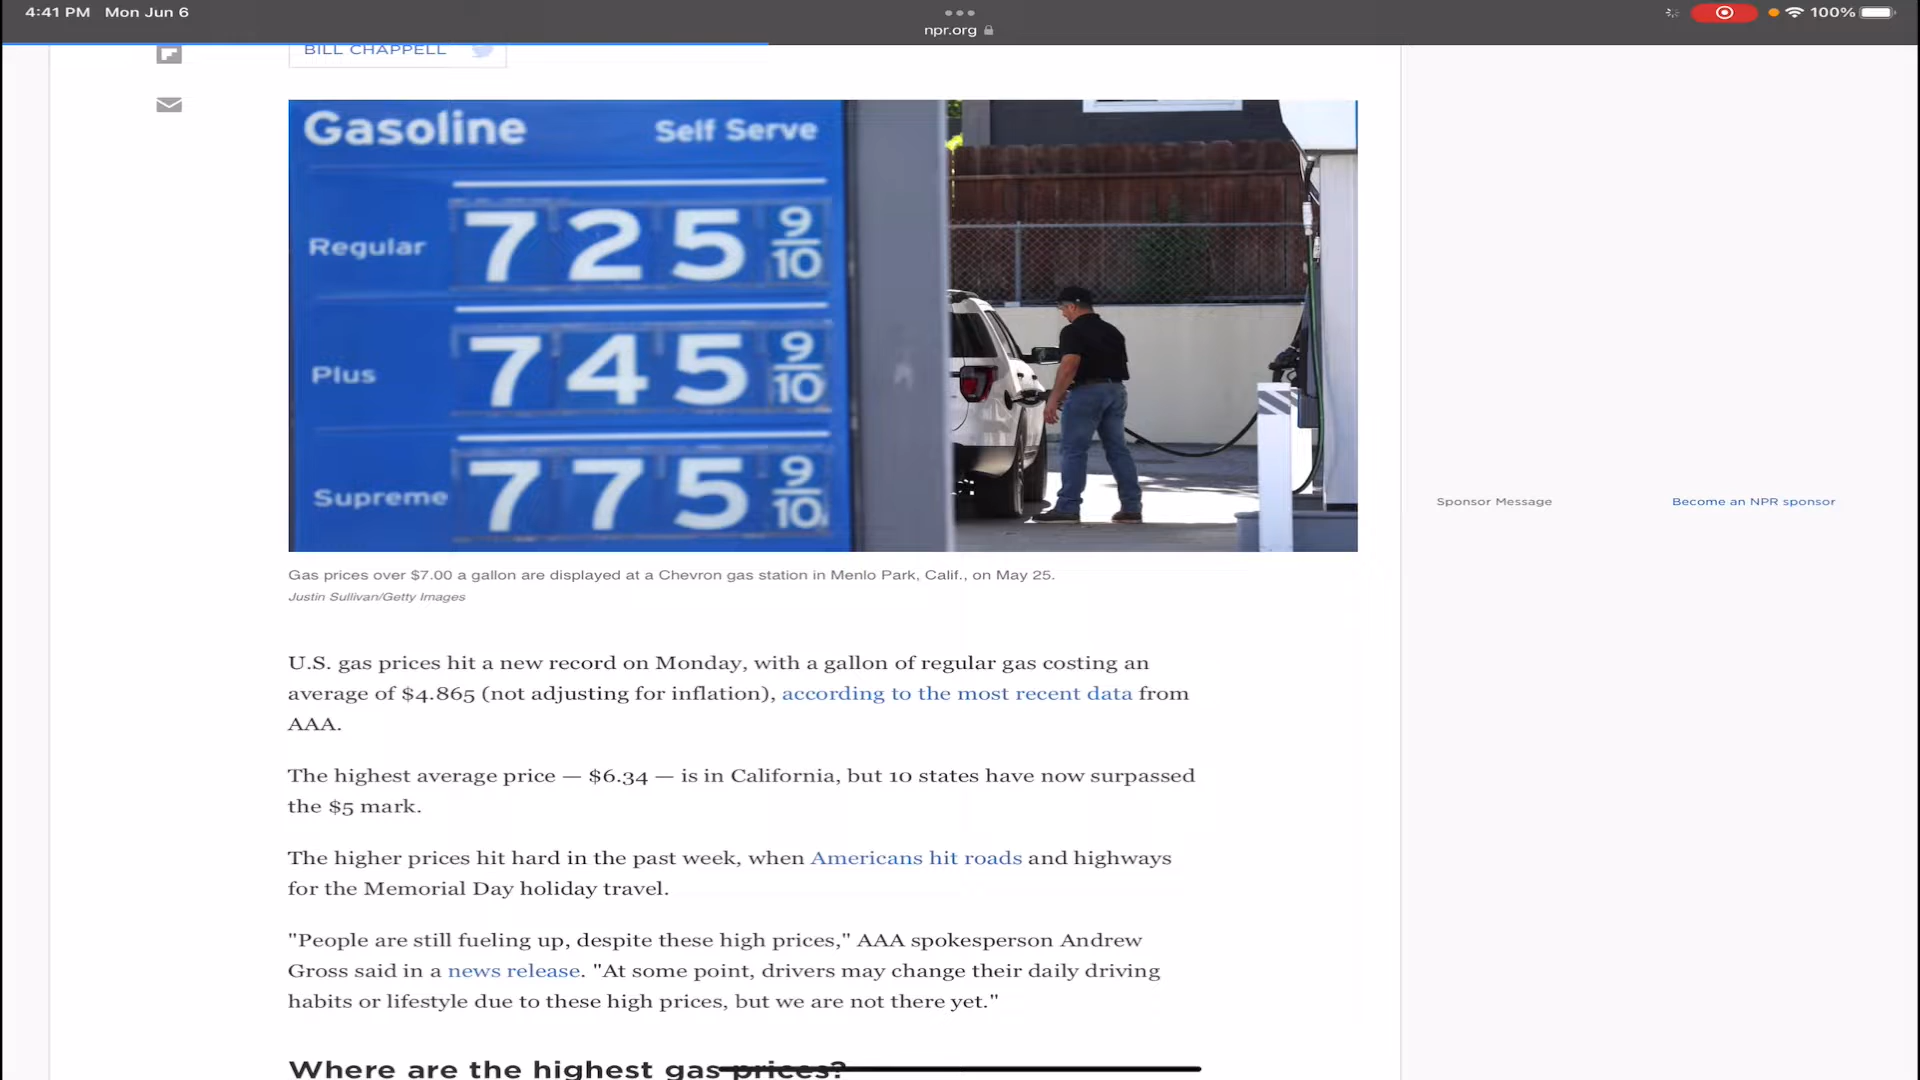 4:41 PM Mon Jun 6
npr.org
100%
BILL CHAPPELL
Gasoline Self Serve
Regular 7 2 5 9/10
Plus 7 4 5 9/10
Supreme 7 7 5 9/10
Gas prices over $7.00 a gallon are displayed at a Chevron gas station in Menlo Park, Calif., on May 25.
Justin Sullivan/Getty Images
Sponsor Message
Become an NPR sponsor
U.S. gas prices hit a new record on Monday, with a gallon of regular gas costing an
average of $4.865 (not adjusting for inflation), according to the most recent data from
AAA.
The highest average price — $6.34 — is in California, but 10 states have now surpassed
the $5 mark.
The higher prices hit hard in the past week, when Americans hit roads and highways
for the Memorial Day holiday travel.
"People are still fueling up, despite these high prices," AAA spokesperson Andrew
Gross said in a news release. "At some point, drivers may change their daily driving
habits or lifestyle due to these high prices, but we are not there yet."
Where are the highest gas prices?